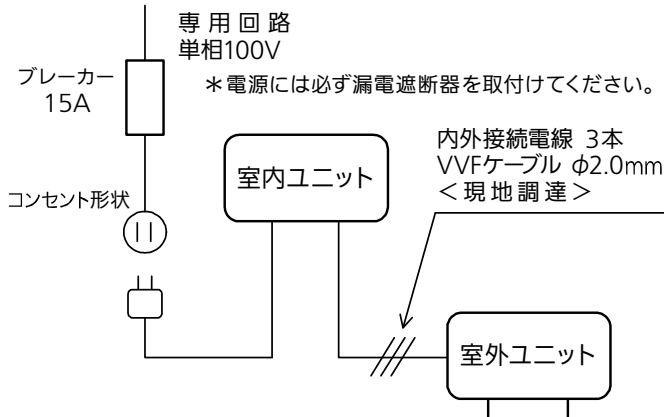 専用回路
単相100V
ブレーカー
15A
＊電源には必ず漏電遮断器を取付けてください。
内外接続電線 3本
VVFケーブル φ2.0mm
＜現地調達＞
室内ユニット
コンセント形状
室外ユニット